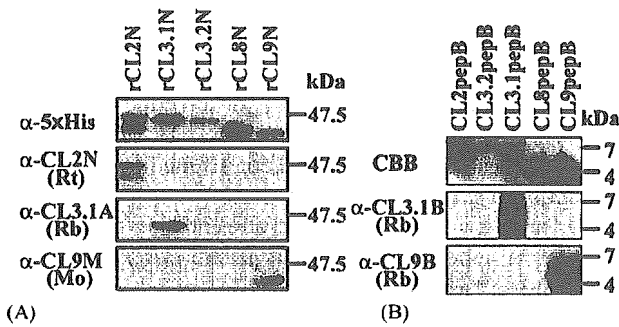 rCL2N
rCL3.1N
rCL3.2N
rCL8N
rCL9N
kDa
α-5xHis
47.5
α-CL2N
(Rt)
47.5
α-CL3.1A
(Rb)
47.5
α-CL9M
(Mo)
47.5
(A)
CL2pepB
CL3.2pepB
CL3.1pepB
CL8pepB
CL9pepB
kDa
CBB
7
4
α-CL3.1B
(Rb)
7
4
α-CL9B
(Rb)
7
4
(B)